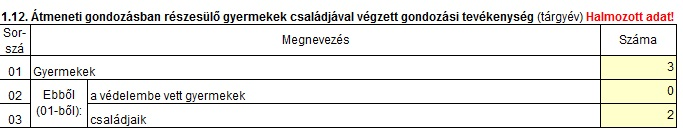 1.12. Átmeneti gondozásban részesülő gyermekek családjával végzett gondozási tevékenység (tárgyév) Halmozott adat!
Sor-
szá
Megnevezés
Száma
01 Gyermekek 3
02 Ebből a védelembe vett gyermekek 0
(01-ből):
03 családjaik 2